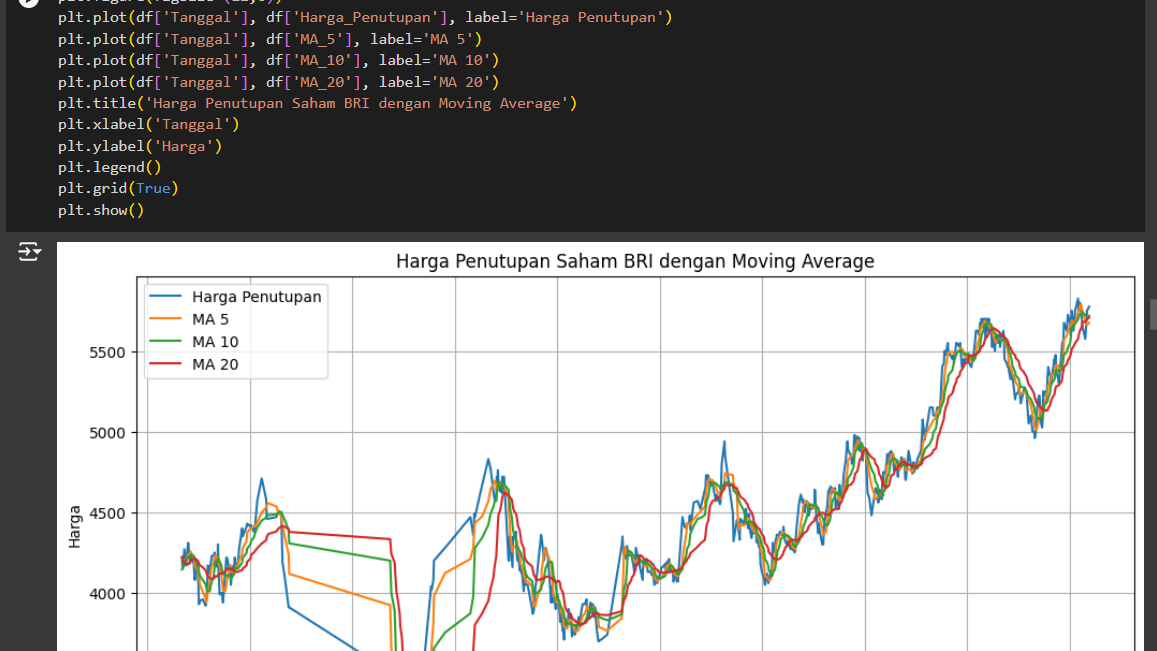 plt.plot(df['Tanggal'], df['Harga_Penutupan'], label='Harga Penutupan')
plt.plot(df['Tanggal'], df['MA_5'], label='MA 5')
plt.plot(df['Tanggal'], df['MA_10'], label='MA 10')
plt.plot(df['Tanggal'], df['MA_20'], label='MA 20')
plt.title('Harga Penutupan Saham BRI dengan Moving Average')
plt.xlabel('Tanggal')
plt.ylabel('Harga')
plt.legend()
plt.grid(True)
plt.show()
Harga Penutupan Saham BRI dengan Moving Average
Harga Penutupan
MA 5
MA 10
MA 20
5500
5000
4500
4000
Harga